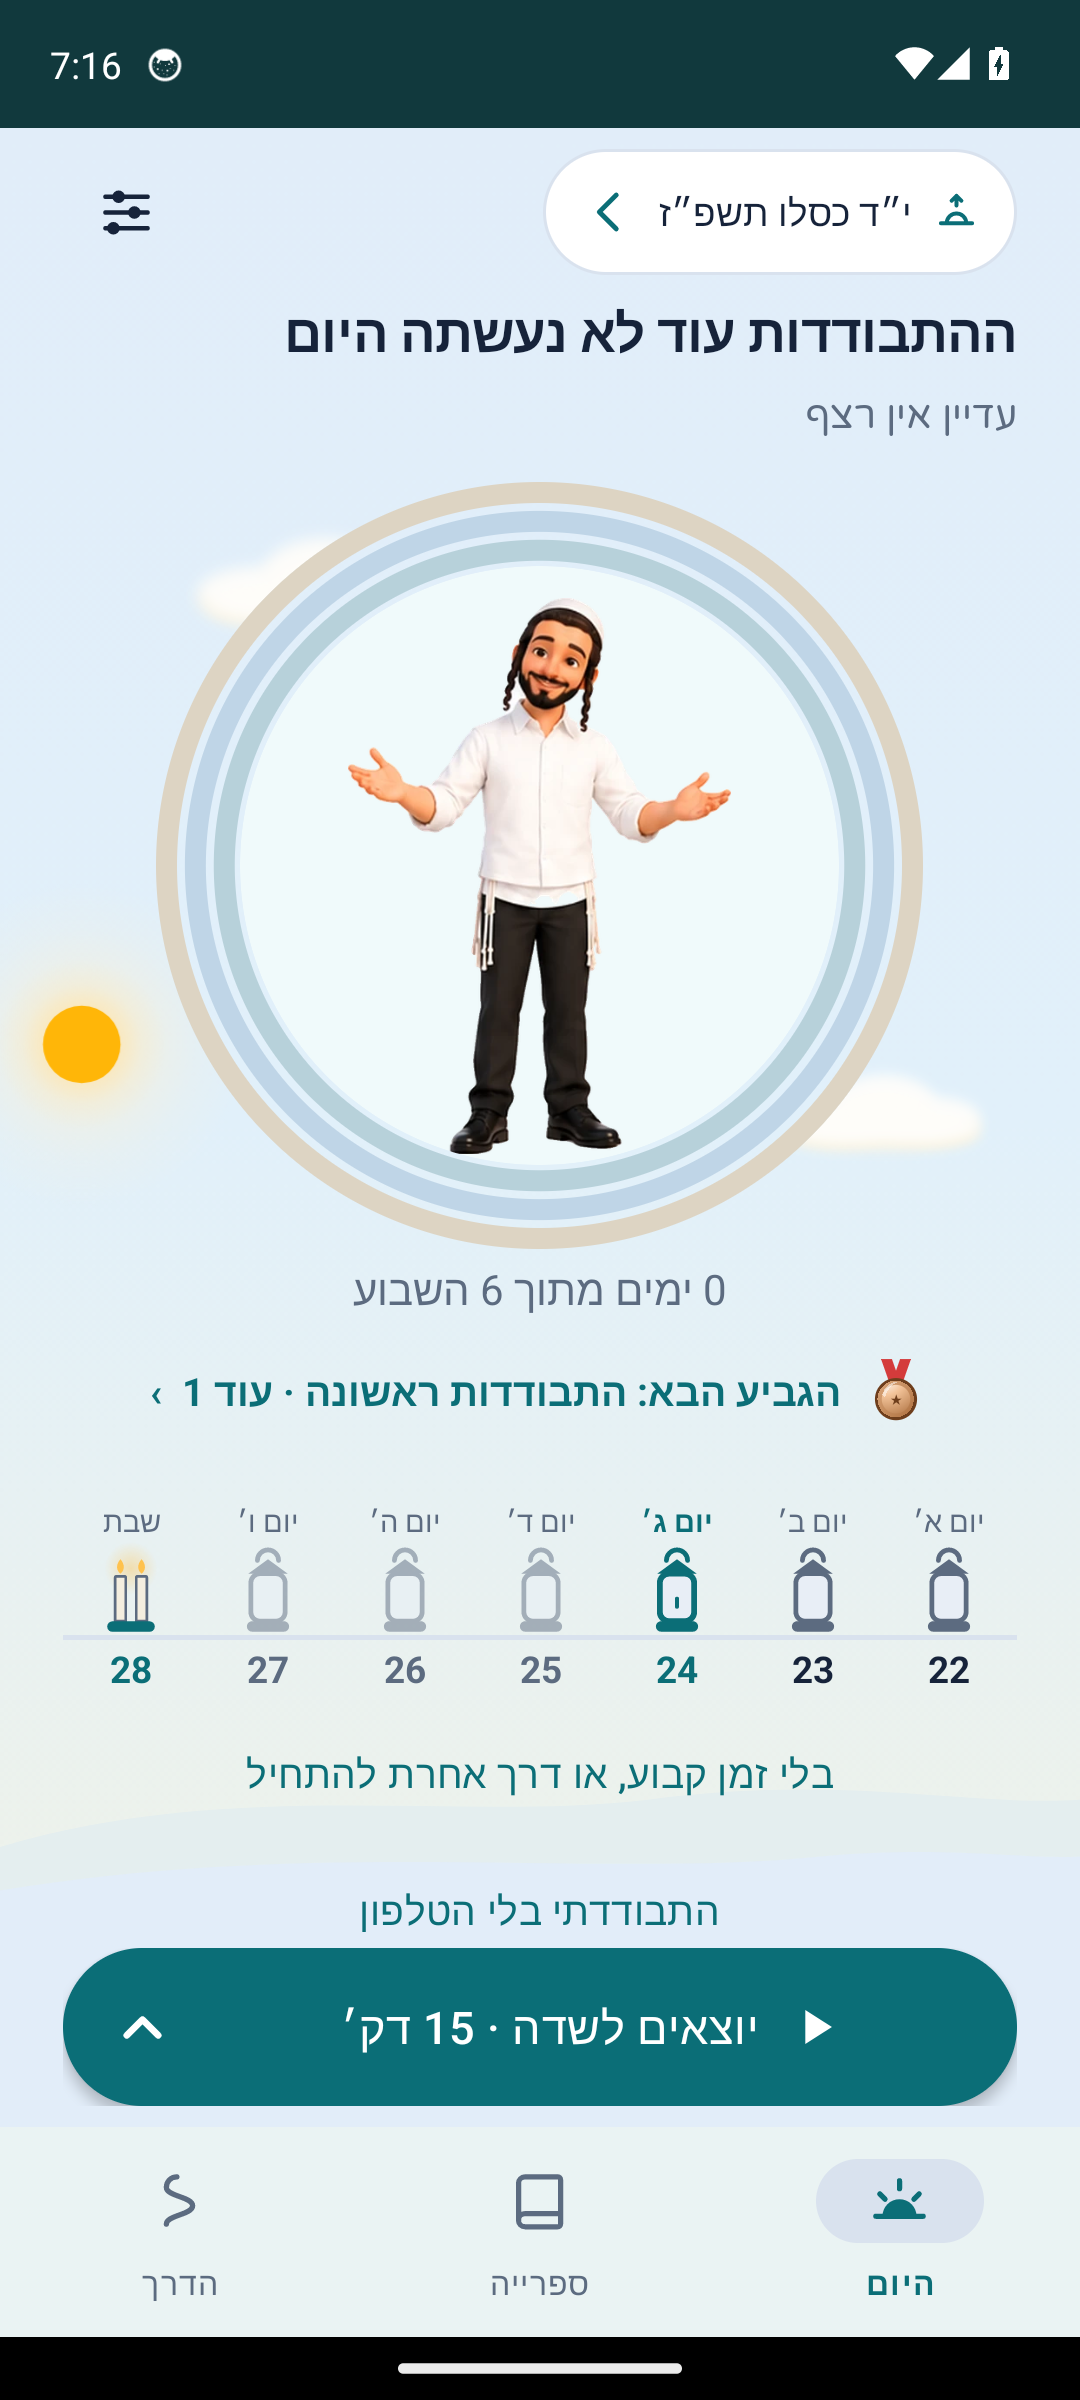 7:16
י״ד כסלו תשפ״ז
ההתבודדות עוד לא נעשתה היום
עדיין אין רצף
0 ימים מתוך 6 השבוע
הגביע הבא: התבודדות ראשונה · עוד 1 ›
יום א׳ יום ב׳ יום ג׳ יום ד׳ יום ה׳ יום ו׳ שבת
22 23 24 25 26 27 28
בלי זמן קבוע, או דרך אחרת להתחיל
התבודדתי בלי הטלפון
יוצאים לשדה · 15 דק׳
היום ספרייה הדרך